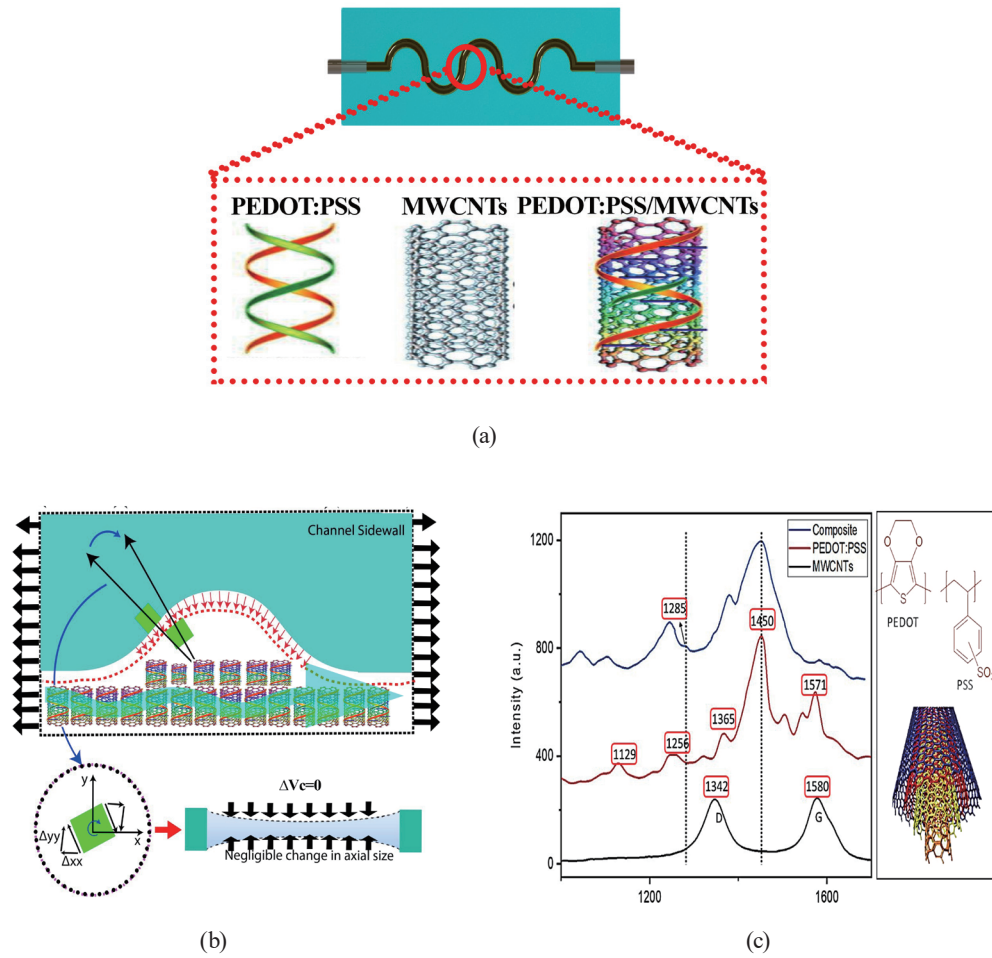 PEDOT:PSS MWCNTs PEDOT:PSS/MWCNTs
(a)
Channel Sidewall
ΔVc=0
y
x
Δyy
Δxx
Negligible change in axial size
(b)
Composite
PEDOT:PSS
MWCNTs
1200
800
400
0
Intensity (a.u.)
1285
1450
1571
1365
1256
1129
1342
D
1580
G
1200 1600
O O
S
PEDOT
SO
PSS
(c)